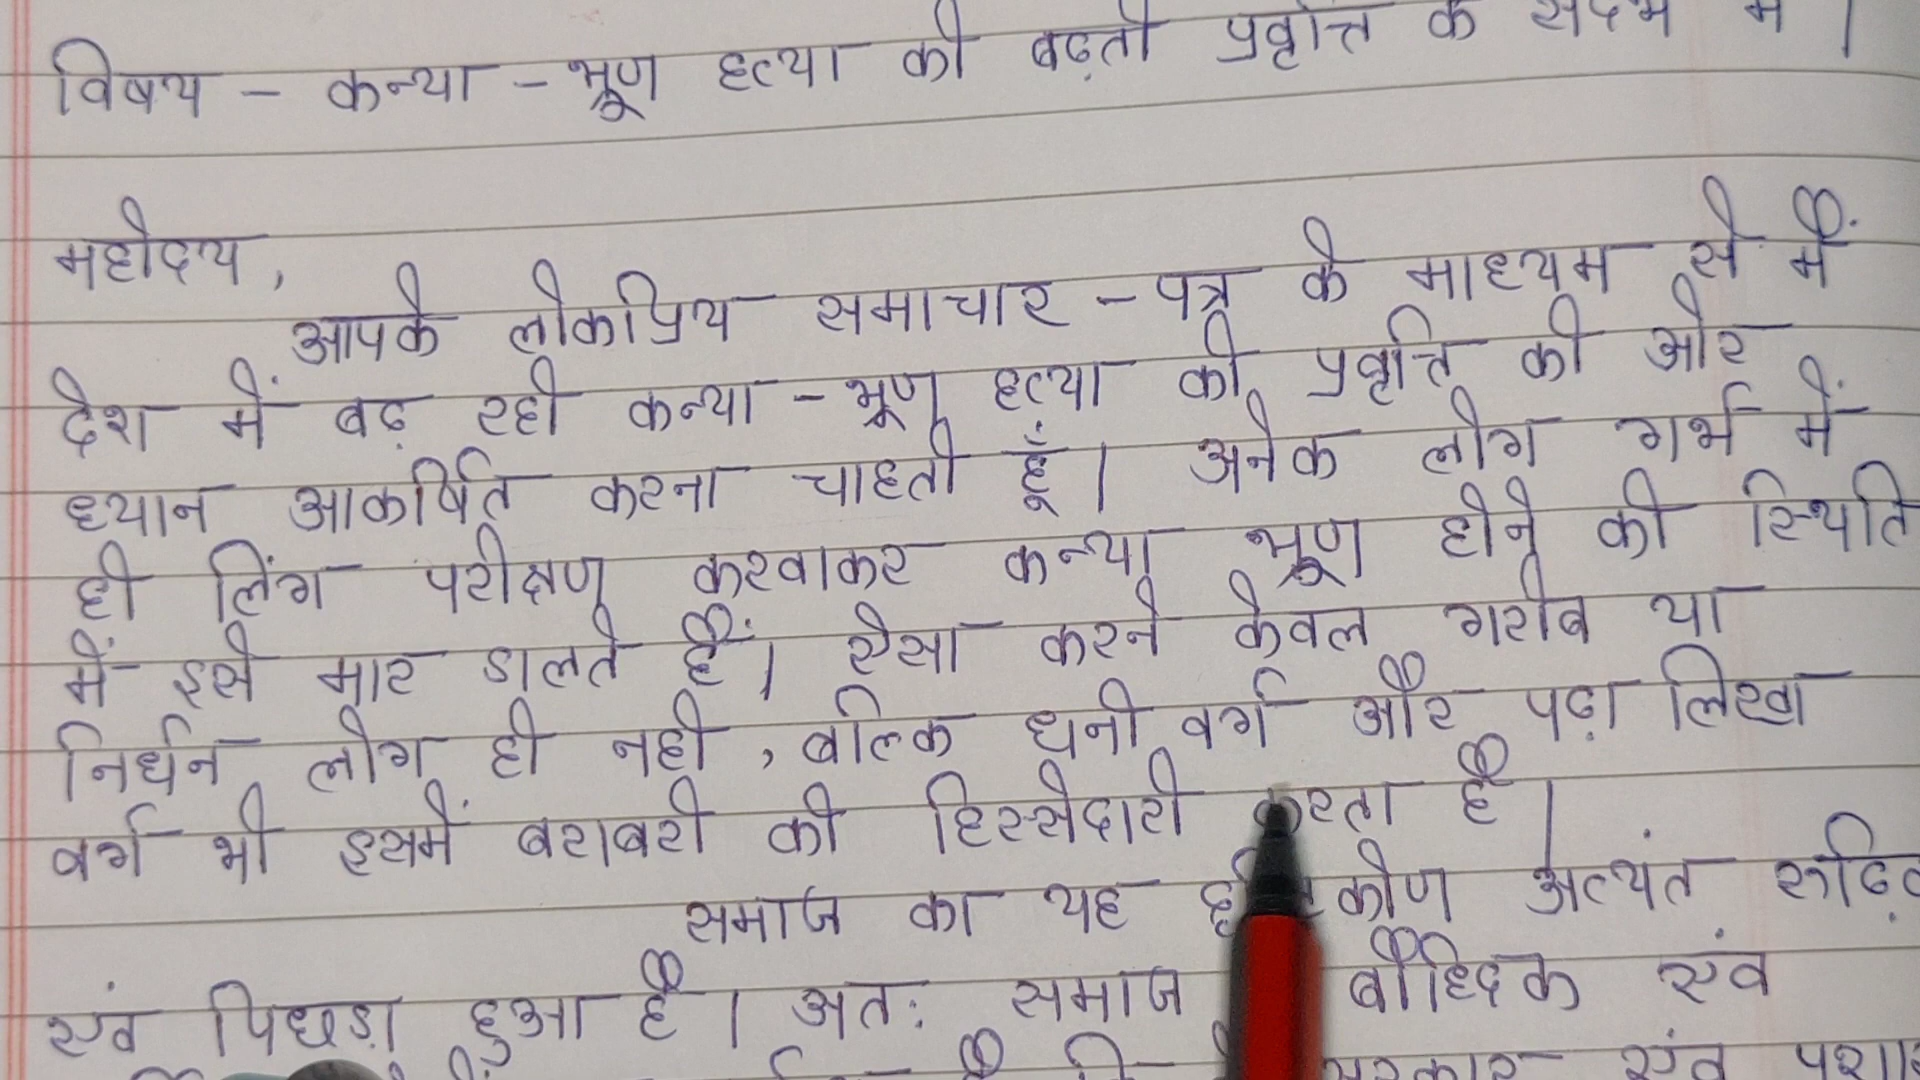 विषय - कन्या - भ्रूण हत्या की बढ़ती प्रवृत्ति के संदर्भ में |
महोदय,
आपके लोकप्रिय समाचार - पत्र के माध्यम से मैं
देश में बढ़ रही कन्या - भ्रूण हत्या की प्रवृत्ति की ओर
ध्यान आकर्षित करना चाहती हूँ | अनेक लोग गर्भ में
ही लिंग परीक्षण करवाकर कन्या भ्रूण होने की स्थिति
में इसे मार डालते हैं | ऐसा करने केवल गरीब या
निर्धन लोग ही नही , बल्कि धनी वर्ग और पढ़ा लिखा
वर्ग भी इसमें बराबरी की हिस्सेदारी करता है |
समाज का यह अत्यंत
एवं पिछड़ा हुआ है | अतः समाज बौद्धिक एवं
सरकार एवं